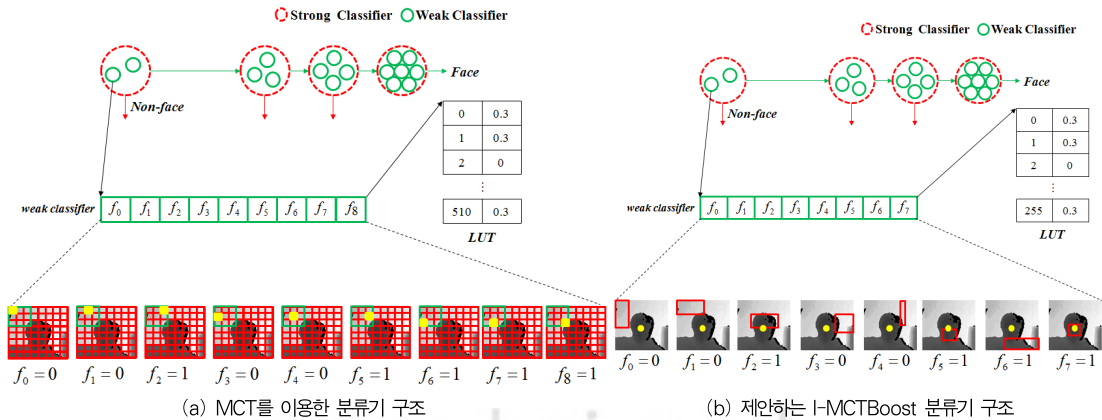 Strong Classifier Weak Classifier
Face
Non-face
0 0.3
1 0.3
2 0
⋮
510 0.3
LUT
weak classifier f0 f1 f2 f3 f4 f5 f6 f7 f8
f0 = 0 f1 = 0 f2 = 1 f3 = 0 f4 = 0 f5 = 1 f6 = 1 f7 = 1 f8 = 1
(a) MCT를 이용한 분류기 구조
Strong Classifier Weak Classifier
Face
Non-face
0 0.3
1 0.3
2 0
⋮
255 0.3
LUT
weak classifier f0 f1 f2 f3 f4 f5 f6 f7
f0 = 0 f1 = 0 f2 = 1 f3 = 0 f4 = 0 f5 = 1 f6 = 1 f7 = 1
(b) 제안하는 I-MCTBoost 분류기 구조